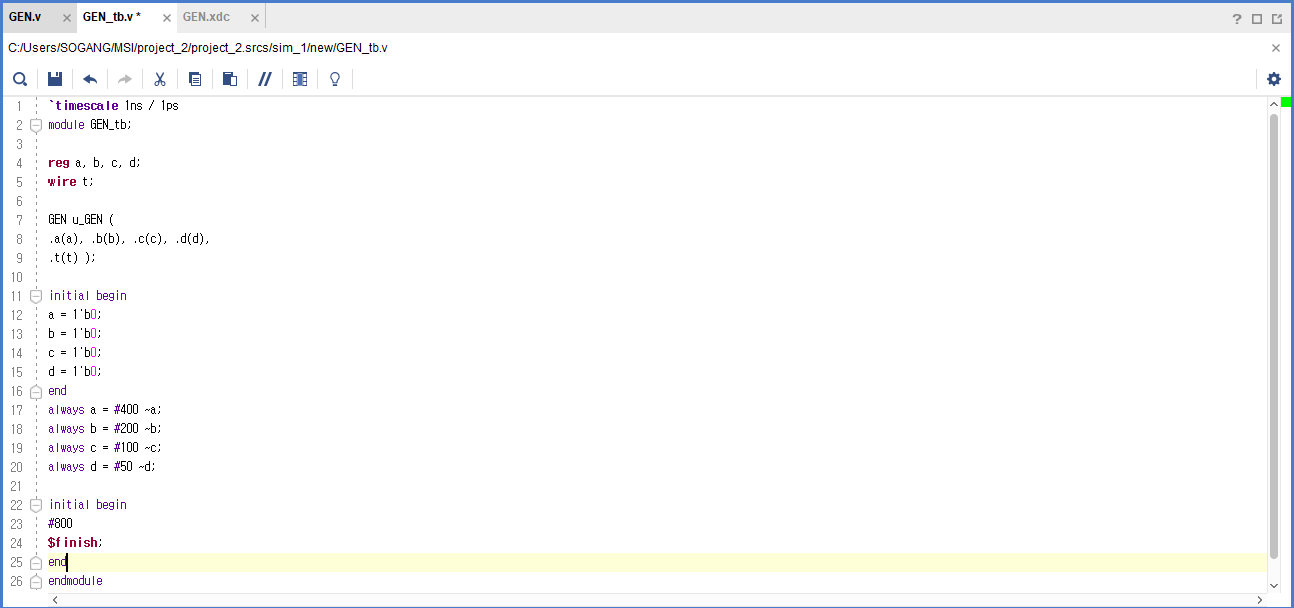 GEN.v × GEN_tb.v * × GEN.xdc ×
C:/Users/SOGANG/MSI/project_2/project_2.srcs/sim_1/new/GEN_tb.v
1 `timescale 1ns / 1ps
2 module GEN_tb;
3
4 reg a, b, c, d;
5 wire t;
6
7 GEN u_GEN (
8 .a(a), .b(b), .c(c), .d(d),
9 .t(t) );
10
11 initial begin
12 a = 1'b0;
13 b = 1'b0;
14 c = 1'b0;
15 d = 1'b0;
16 end
17 always a = #400 ~a;
18 always b = #200 ~b;
19 always c = #100 ~c;
20 always d = #50 ~d;
21
22 initial begin
23 #800
24 $finish;
25 end
26 endmodule